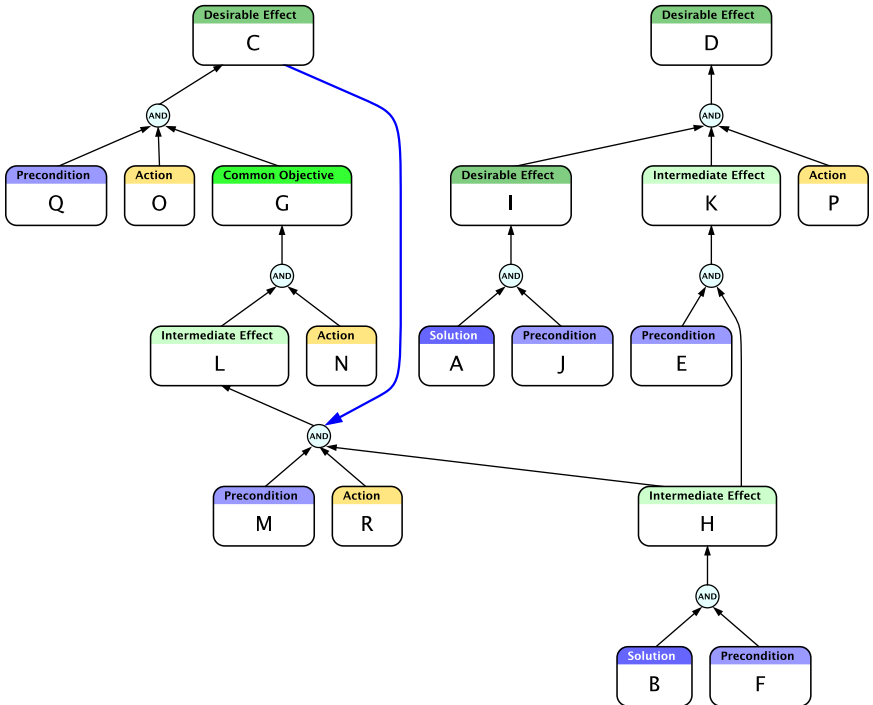 Desirable Effect
C
Desirable Effect
D
AND
AND
Precondition
Q
Action
O
Common Objective
G
Desirable Effect
I
Intermediate Effect
K
Action
P
AND
AND
AND
Intermediate Effect
L
Action
N
Solution
A
Precondition
J
Precondition
E
AND
Precondition
M
Action
R
Intermediate Effect
H
AND
Solution
B
Precondition
F